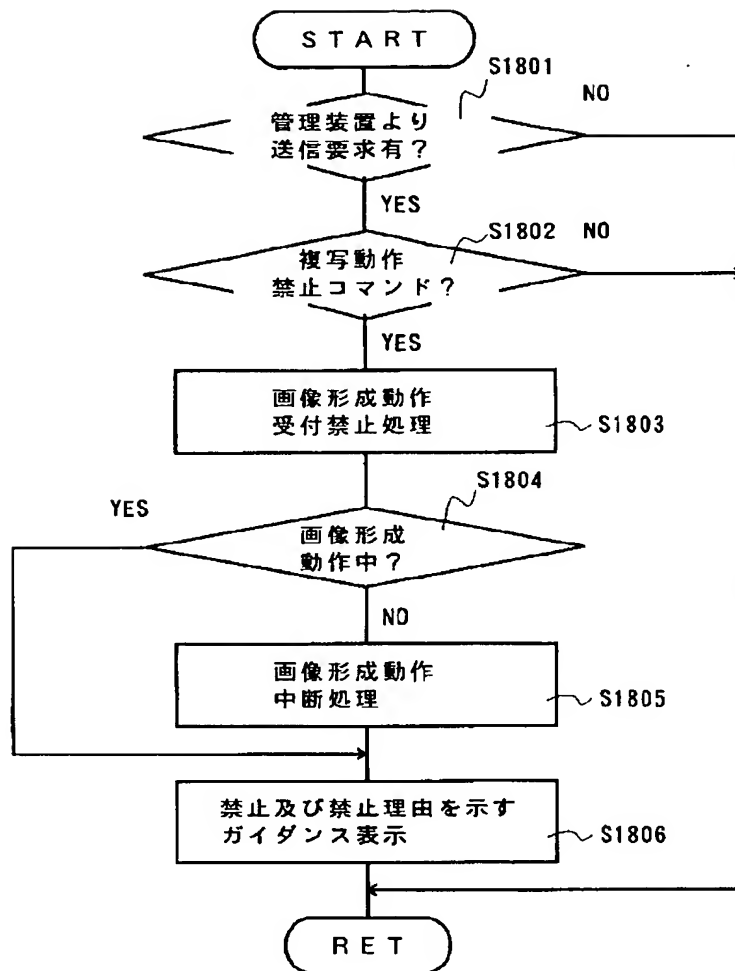 START
S1801
NO
管理装置より
送信要求有?
YES
S1802 NO
複写動作
禁止コマンド?
YES
画像形成動作
受付禁止処理
S1803
S1804
YES
画像形成
動作中?
NO
画像形成動作
中断処理
S1805
禁止及び禁止理由を示す
ガイダンス表示
S1806
RET